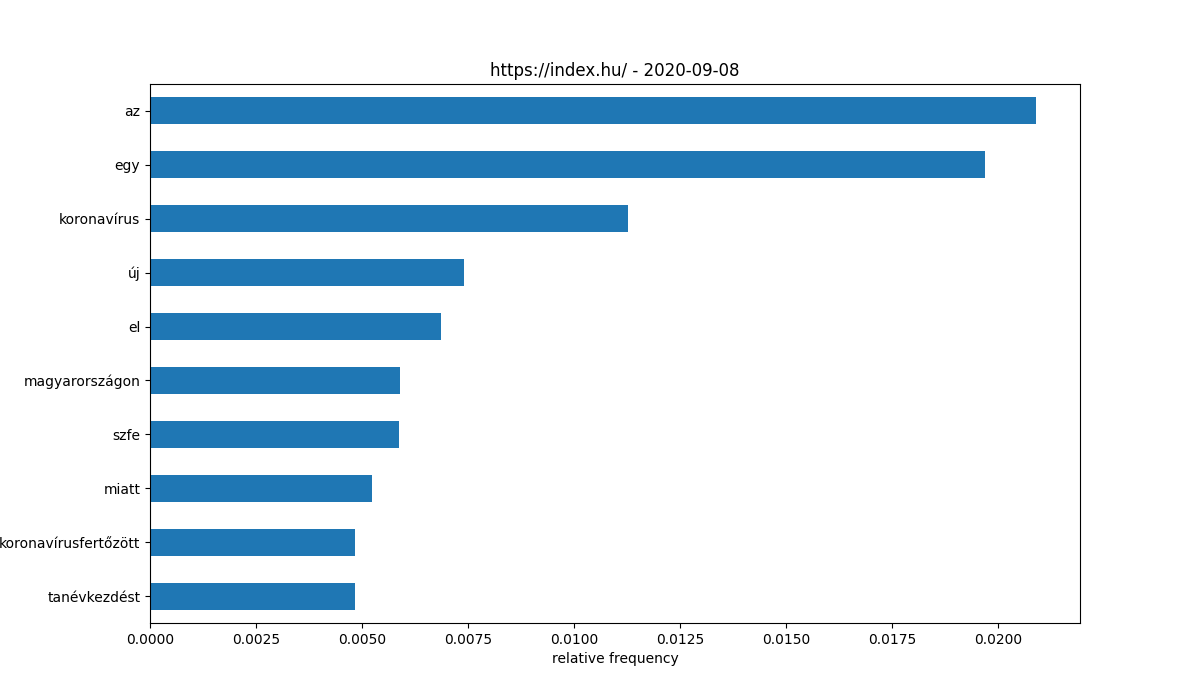 https://index.hu/ - 2020-09-08
az
egy
koronavírus
új
el
magyarországon
szfe
miatt
koronavírusfertőzött
tanévkezdést
0.0000 0.0025 0.0050 0.0075 0.0100 0.0125 0.0150 0.0175 0.0200
relative frequency